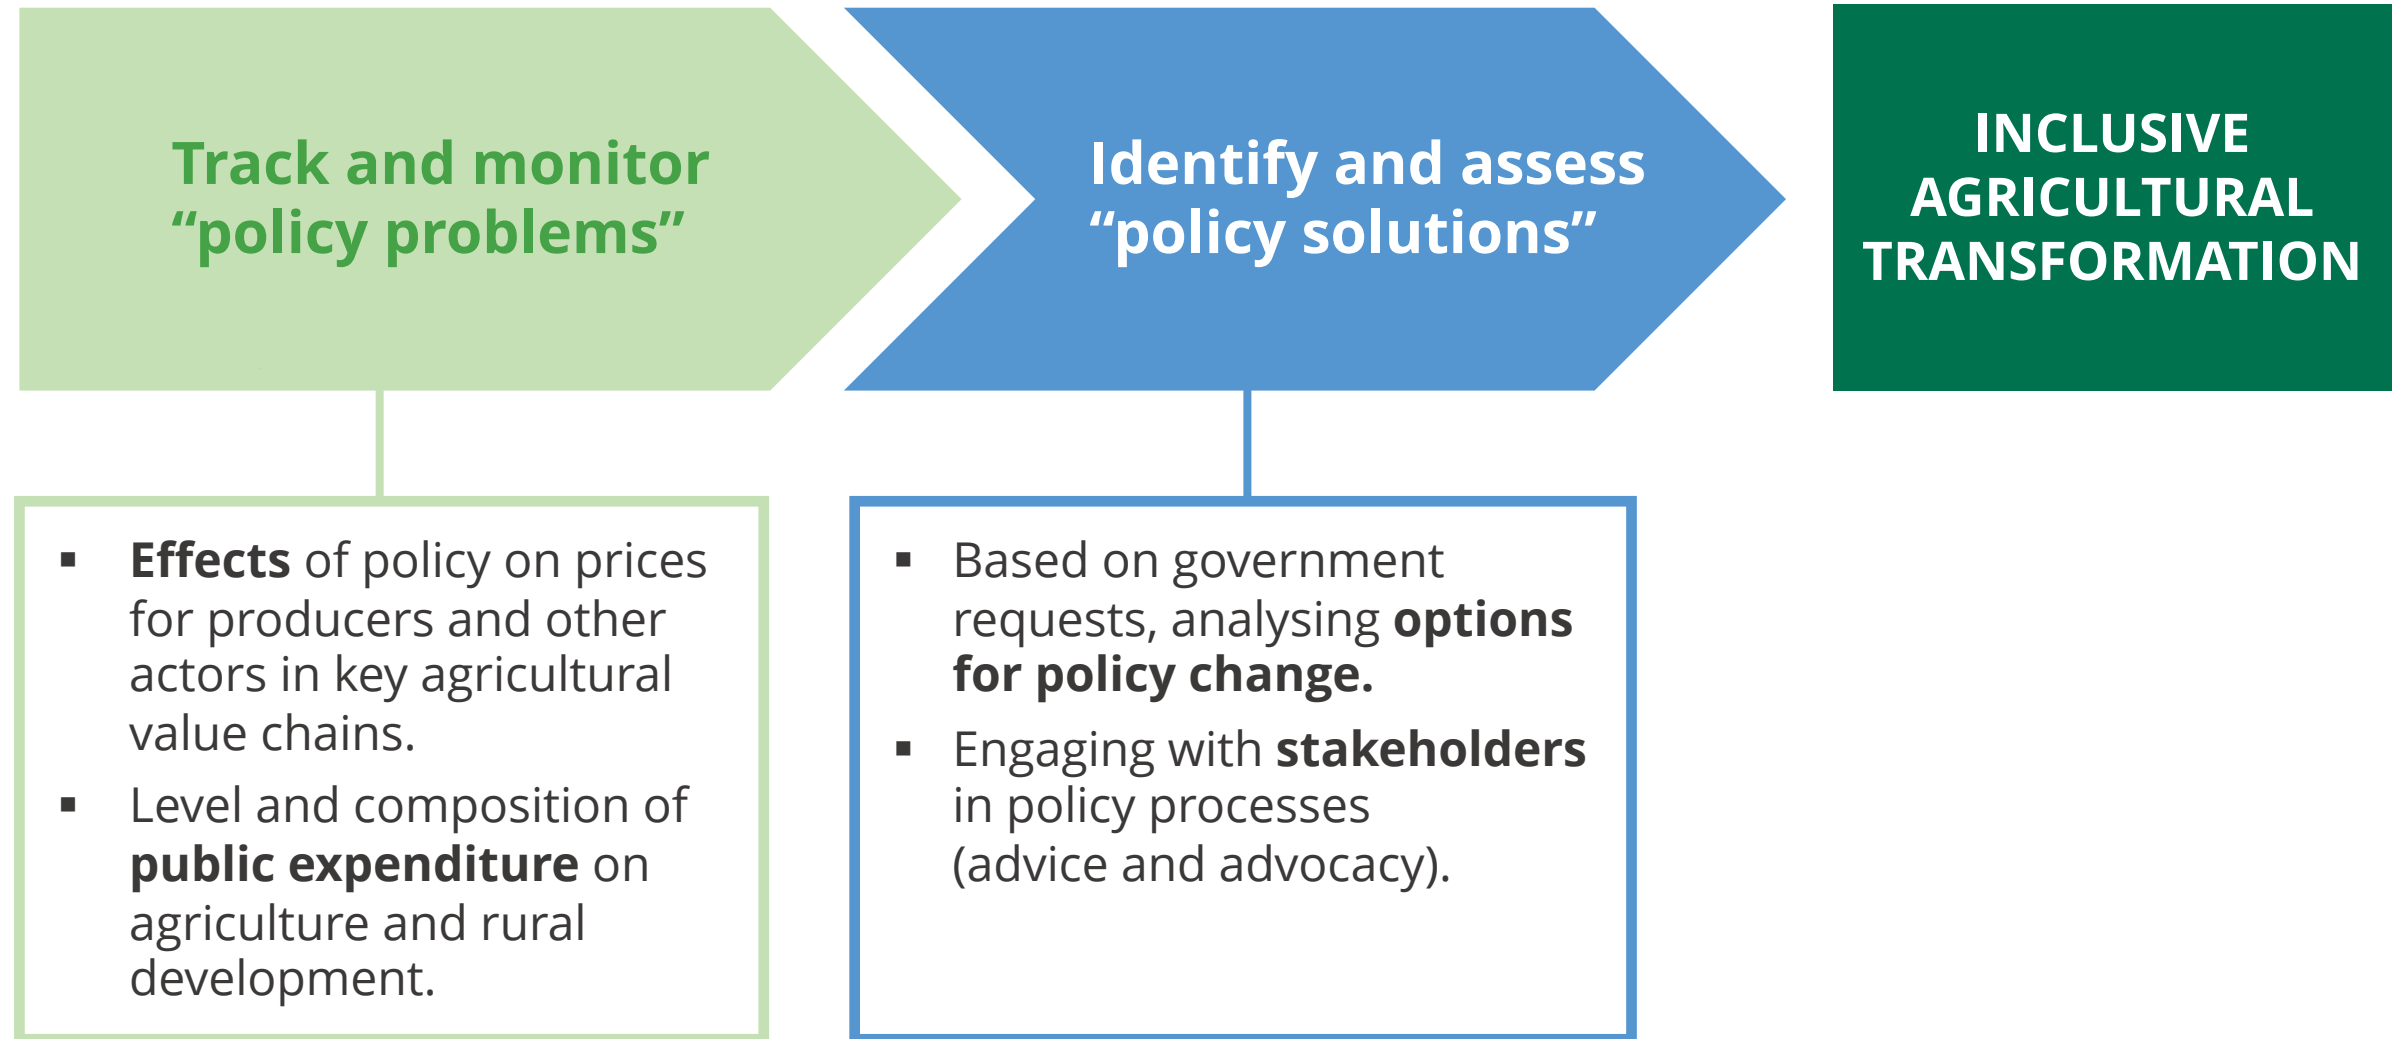 Track and monitor
“policy problems”
Identify and assess
“policy solutions”
INCLUSIVE
AGRICULTURAL
TRANSFORMATION
▪ Effects of policy on prices
for producers and other
actors in key agricultural
value chains.
▪ Level and composition of
public expenditure on
agriculture and rural
development.
▪ Based on government
requests, analysing options
for policy change.
▪ Engaging with stakeholders
in policy processes
(advice and advocacy).